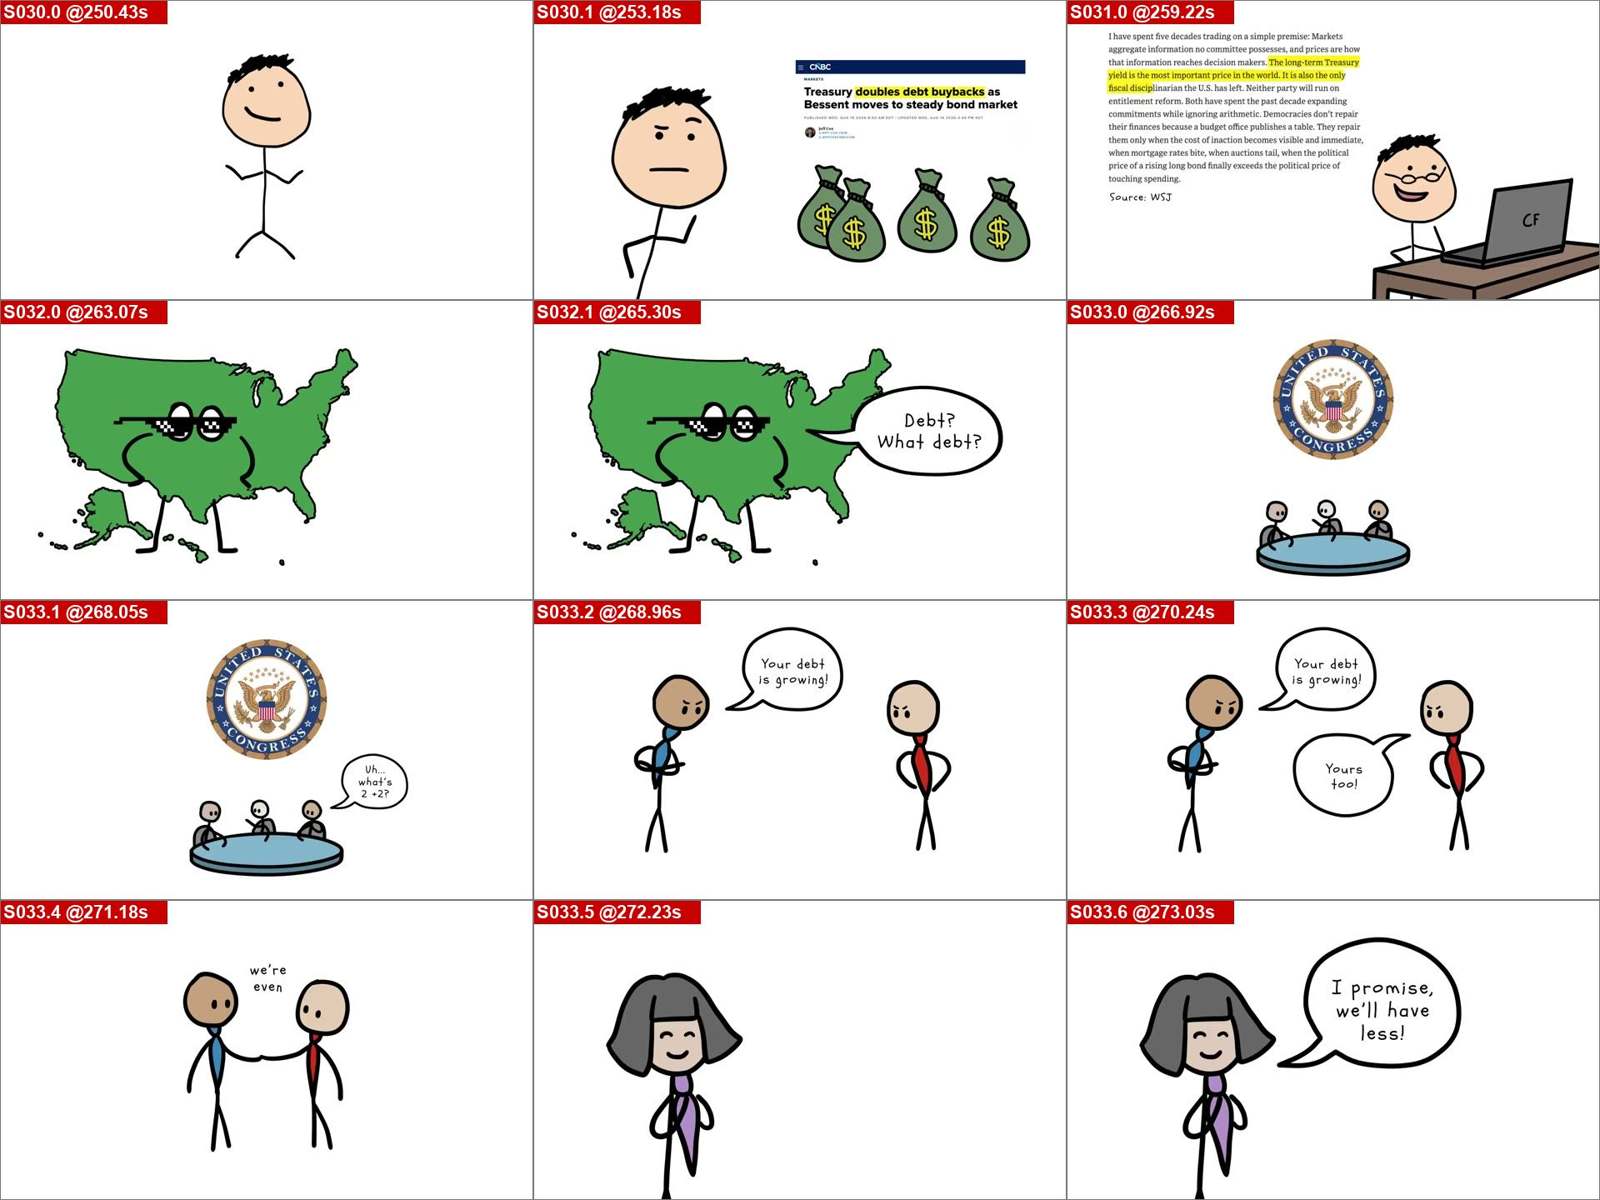 S030.0 @250.43s
S030.1 @253.18s
CNBC
MARKETS
Treasury doubles debt buybacks as
Bessent moves to steady bond market
Jeff Cox
S031.0 @259.22s
I have spent five decades trading on a simple premise: Markets
aggregate information no committee possesses, and prices are how
that information reaches decision makers. The long-term Treasury
yield is the most important price in the world. It is also the only
fiscal disciplinarian the U.S. has left. Neither party will run on
entitlement reform. Both have spent the past decade expanding
commitments while ignoring arithmetic. Democracies don't repair
their finances because a budget office publishes a table. They repair
them only when the cost of inaction becomes visible and immediate,
when mortgage rates bite, when auctions tail, when the political
price of a rising long bond finally exceeds the political price of
touching spending.
Source: WSJ
CF
S032.0 @263.07s
S032.1 @265.30s
Debt?
What debt?
S033.0 @266.92s
UNITED STATES
CONGRESS
S033.1 @268.05s
UNITED STATES
CONGRESS
Uh...
what's
2 +2?
S033.2 @268.96s
Your debt
is growing!
S033.3 @270.24s
Your debt
is growing!
Yours
too!
S033.4 @271.18s
we're
even
S033.5 @272.23s
S033.6 @273.03s
I promise,
we'll have
less!